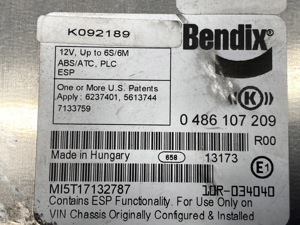 K092189
Bendix
12V, Up to 6S/6M
ABS/ATC, PLC
ESP
One or More U.S. Patents
Apply : 6237401, 5613744
7133759
K
0 486 107 209
R00
Made in Hungary
658
13173
E1
MI5T17132787
10R-034040
Contains ESP Functionality. For Use Only on
VIN Chassis Originally Configured & Installed